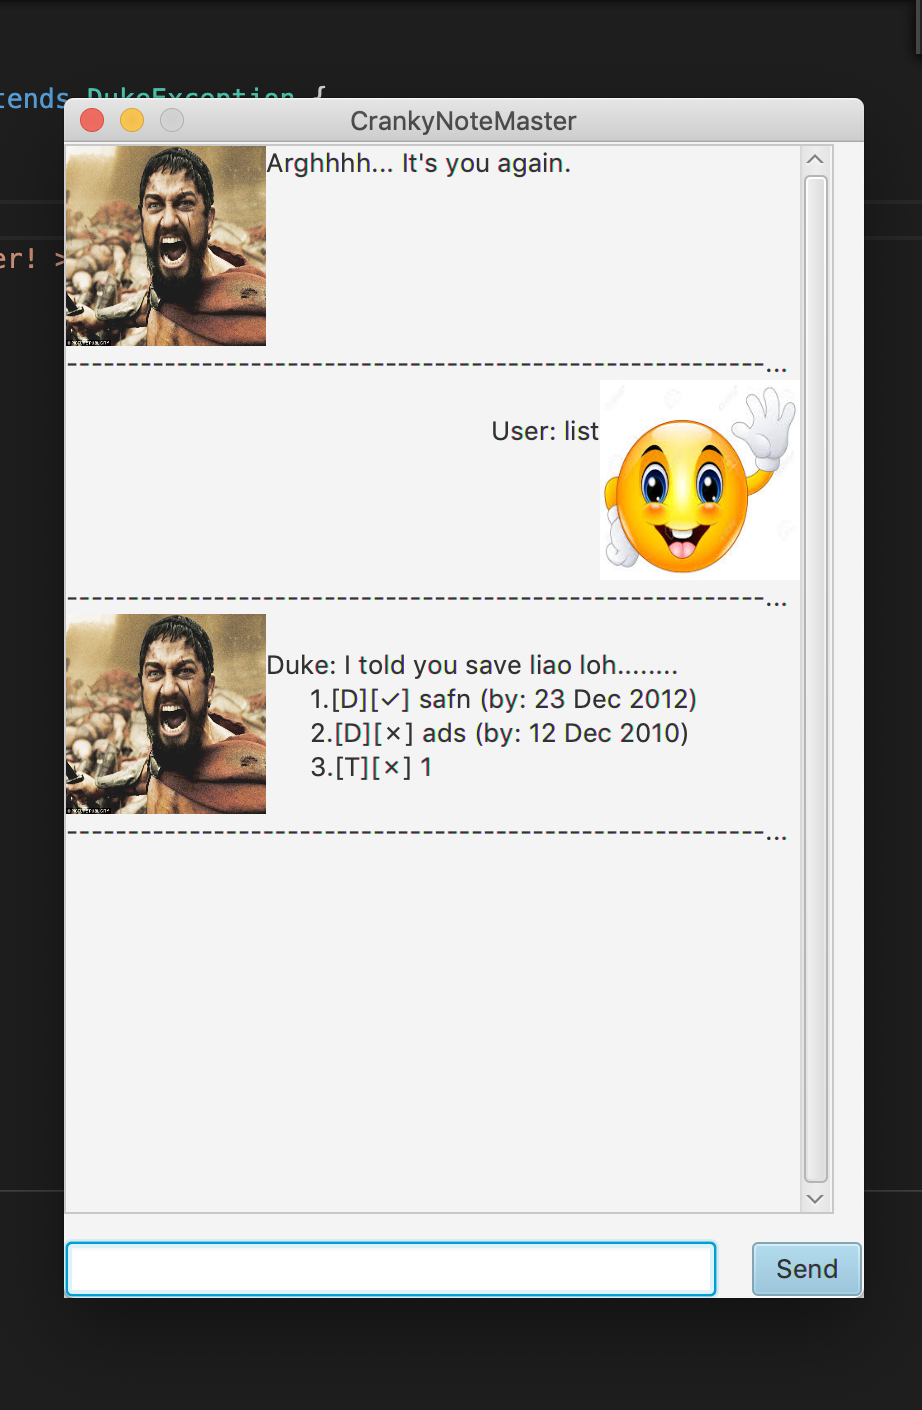 tends DukeException {
CrankyNoteMaster
Arghhhh... It's you again.
er! >
---------------------------------------------------------...
User: list
---------------------------------------------------------...
Duke: I told you save liao loh........
1.[D][✓] safn (by: 23 Dec 2012)
2.[D][×] ads (by: 12 Dec 2010)
3.[T][×] 1
---------------------------------------------------------...
Send